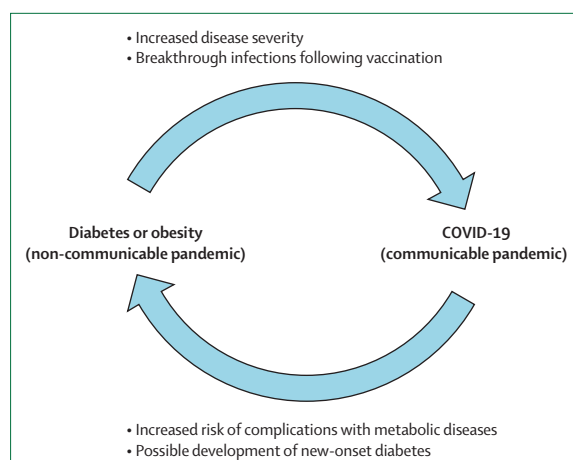 • Increased disease severity
• Breakthrough infections following vaccination
Diabetes or obesity
(non-communicable pandemic)
COVID-19
(communicable pandemic)
• Increased risk of complications with metabolic diseases
• Possible development of new-onset diabetes